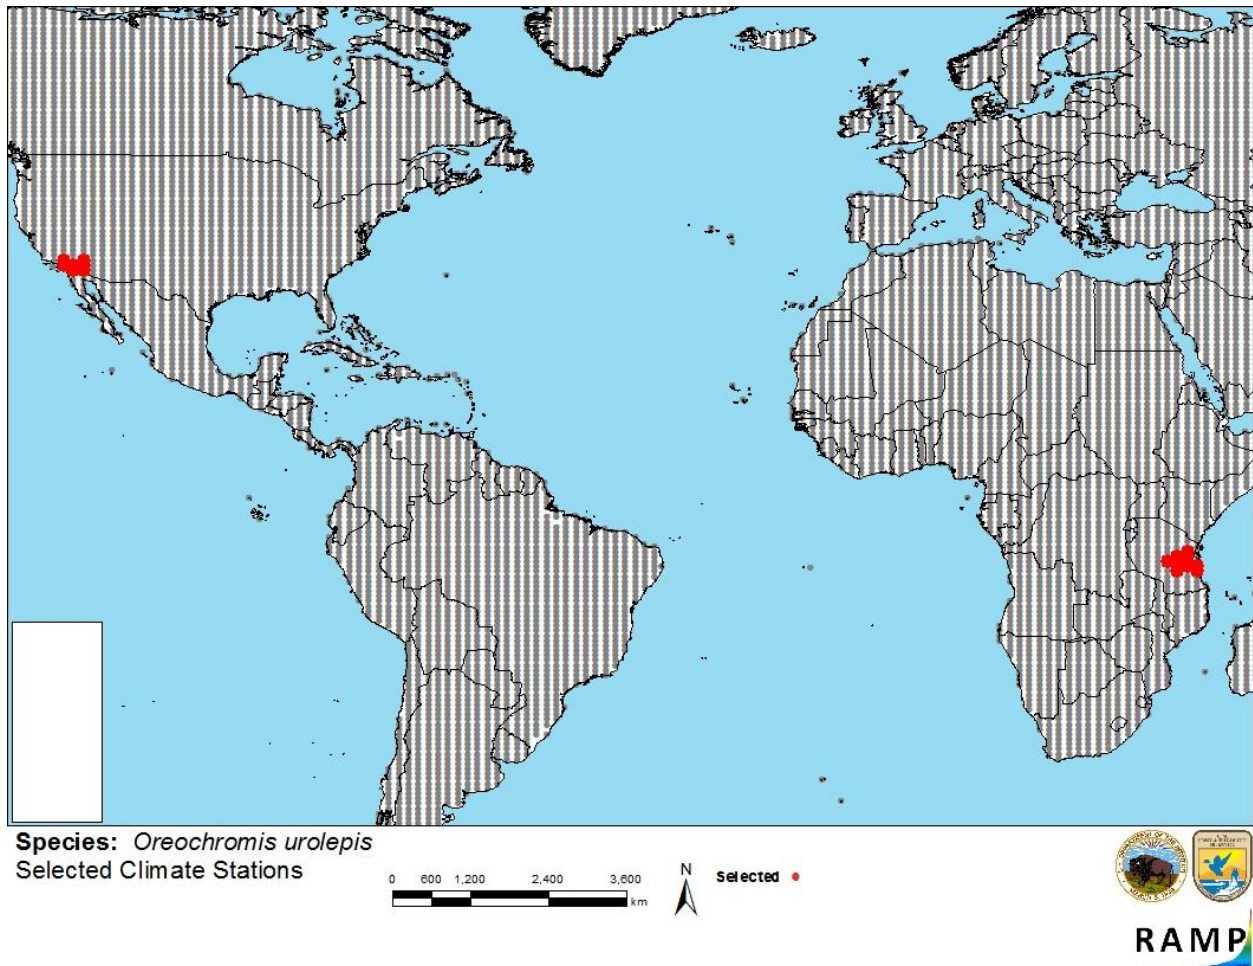 Species: Oreochromis urolepis
Selected Climate Stations
0 600 1,200 2,400 3,600
km
N
Selected
RAMP